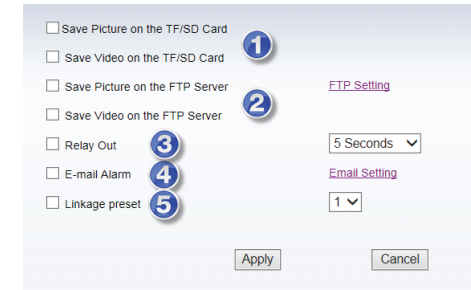 Save Picture on the TF/SD Card
1
Save Video on the TF/SD Card
Save Picture on the FTP Server FTP Setting
2
Save Video on the FTP Server
Relay Out 3 5 Seconds
E-mail Alarm 4 Email Setting
Linkage preset 5 1
Apply Cancel